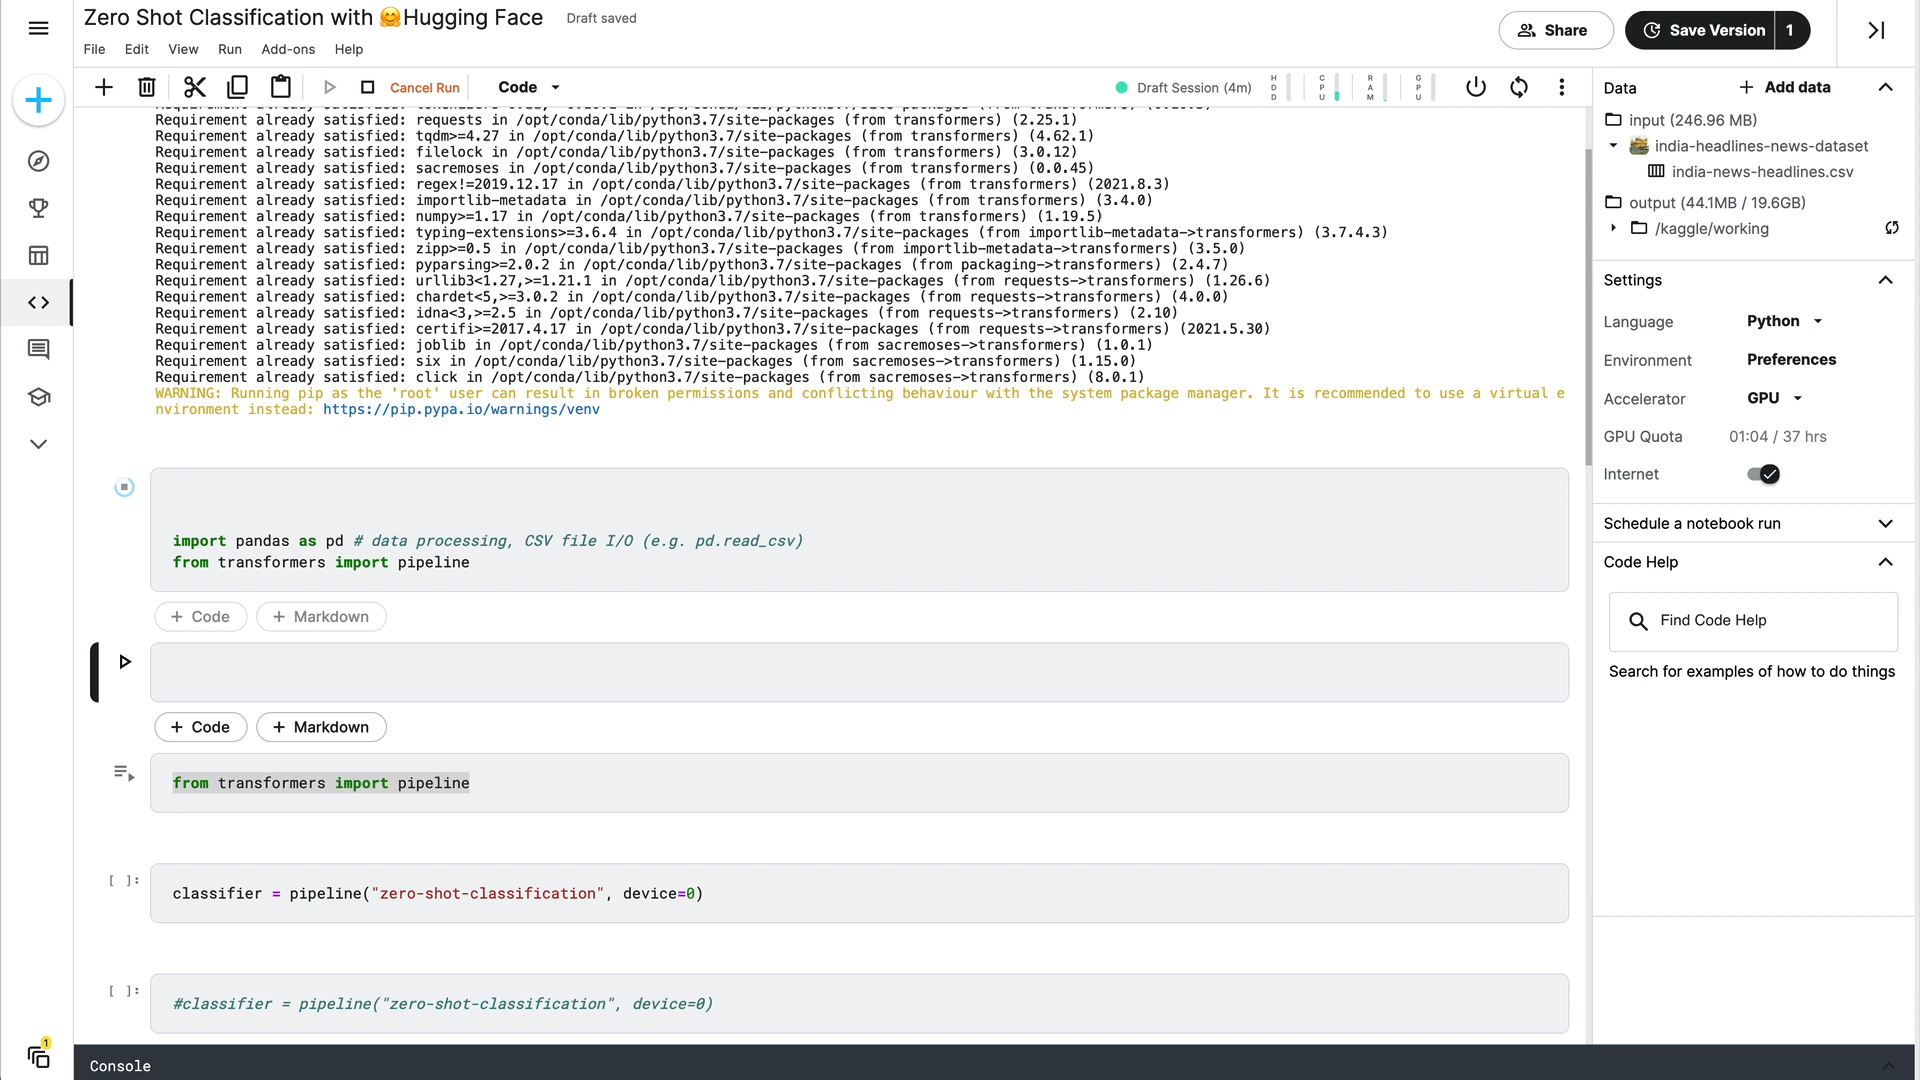 Zero Shot Classification with 🤗Hugging Face
Draft saved
File Edit View Run Add-ons Help
Share
Save Version 1
Cancel Run
Code
Draft Session (4m)
HDD
CPU
RAM
GPU
Requirement already satisfied: requests in /opt/conda/lib/python3.7/site-packages (from transformers) (2.25.1)
Requirement already satisfied: tqdm>=4.27 in /opt/conda/lib/python3.7/site-packages (from transformers) (4.62.1)
Requirement already satisfied: filelock in /opt/conda/lib/python3.7/site-packages (from transformers) (3.0.12)
Requirement already satisfied: sacremoses in /opt/conda/lib/python3.7/site-packages (from transformers) (0.0.45)
Requirement already satisfied: regex!=2019.12.17 in /opt/conda/lib/python3.7/site-packages (from transformers) (2021.8.3)
Requirement already satisfied: importlib-metadata in /opt/conda/lib/python3.7/site-packages (from transformers) (3.4.0)
Requirement already satisfied: numpy>=1.17 in /opt/conda/lib/python3.7/site-packages (from transformers) (1.19.5)
Requirement already satisfied: typing-extensions>=3.6.4 in /opt/conda/lib/python3.7/site-packages (from importlib-metadata->transformers) (3.7.4.3)
Requirement already satisfied: zipp>=0.5 in /opt/conda/lib/python3.7/site-packages (from importlib-metadata->transformers) (3.5.0)
Requirement already satisfied: pyparsing>=2.0.2 in /opt/conda/lib/python3.7/site-packages (from packaging->transformers) (2.4.7)
Requirement already satisfied: urllib3<1.27,>=1.21.1 in /opt/conda/lib/python3.7/site-packages (from requests->transformers) (1.26.6)
Requirement already satisfied: chardet<5,>=3.0.2 in /opt/conda/lib/python3.7/site-packages (from requests->transformers) (4.0.0)
Requirement already satisfied: idna<3,>=2.5 in /opt/conda/lib/python3.7/site-packages (from requests->transformers) (2.10)
Requirement already satisfied: certifi>=2017.4.17 in /opt/conda/lib/python3.7/site-packages (from requests->transformers) (2021.5.30)
Requirement already satisfied: joblib in /opt/conda/lib/python3.7/site-packages (from sacremoses->transformers) (1.0.1)
Requirement already satisfied: six in /opt/conda/lib/python3.7/site-packages (from sacremoses->transformers) (1.15.0)
Requirement already satisfied: click in /opt/conda/lib/python3.7/site-packages (from sacremoses->transformers) (8.0.1)
WARNING: Running pip as the 'root' user can result in broken permissions and conflicting behaviour with the system package manager. It is recommended to use a virtual e
nvironment instead: https://pip.pypa.io/warnings/venv
import pandas as pd # data processing, CSV file I/O (e.g. pd.read_csv)
from transformers import pipeline
+ Code + Markdown
+ Code + Markdown
from transformers import pipeline
[ ]:
classifier = pipeline("zero-shot-classification", device=0)
[ ]:
#classifier = pipeline("zero-shot-classification", device=0)
Console
1
Data + Add data
input (246.96 MB)
india-headlines-news-dataset
india-news-headlines.csv
output (44.1MB / 19.6GB)
/kaggle/working
Settings
Language Python
Environment Preferences
Accelerator GPU
GPU Quota 01:04 / 37 hrs
Internet
Schedule a notebook run
Code Help
Find Code Help
Search for examples of how to do things